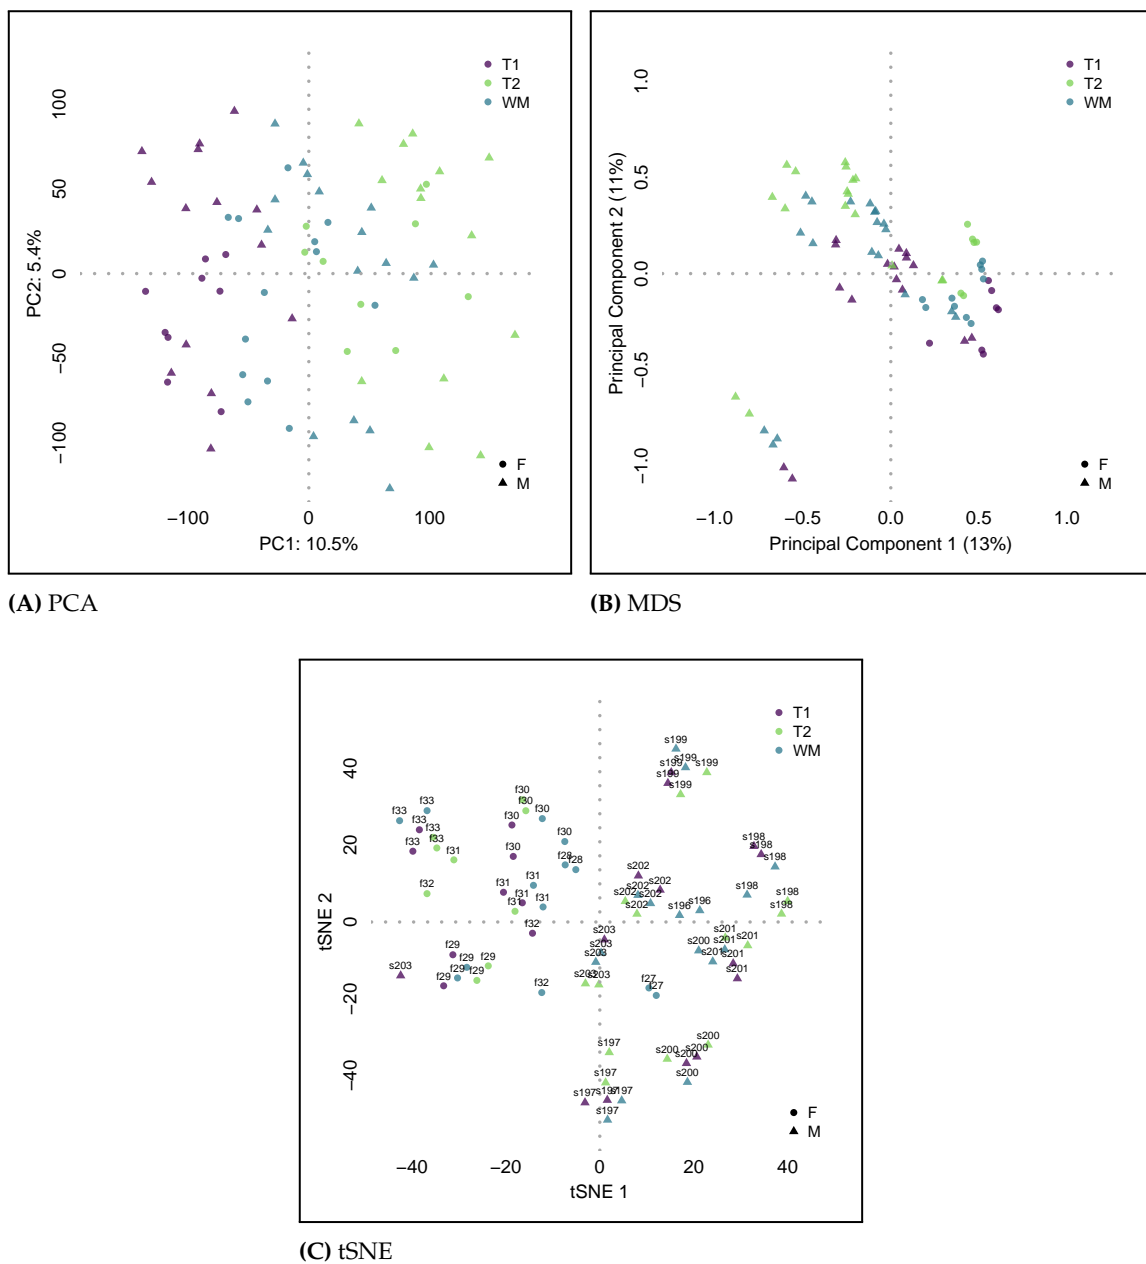 T1
T2
WM
100
50
0
−50
−100
PC2: 5.4%
F
M
−100
0
100
PC1: 10.5%
(A) PCA
T1
T2
WM
1.0
0.5
0.0
−0.5
−1.0
Principal Component 2 (11%)
F
M
−1.0
−0.5
0.0
0.5
1.0
Principal Component 1 (13%)
(B) MDS
T1
T2
WM
40
20
0
−20
−40
tSNE 2
s199
s199
s199
s199
s199
s199
f30
f30
f30
f30
f30
f30
f33
f33
f33
f33
f33
f33
f31
f28
f28
s198
s198
s198
s198
s198
s198
f32
f31
f31
f31
f31
f31
s202
s202
s202
s202
s202
s202
s196
s196
f32
s203
s203
s203
s203
s203
s203
s201
s201
s201
s201
s201
s201
s200
f29
f29
f29
f29
f29
f29
f32
f27
f27
s200
s200
s200
s200
s200
s197
s197
s197
s197
s197
s197
F
M
−40
−20
0
20
40
tSNE 1
(C) tSNE